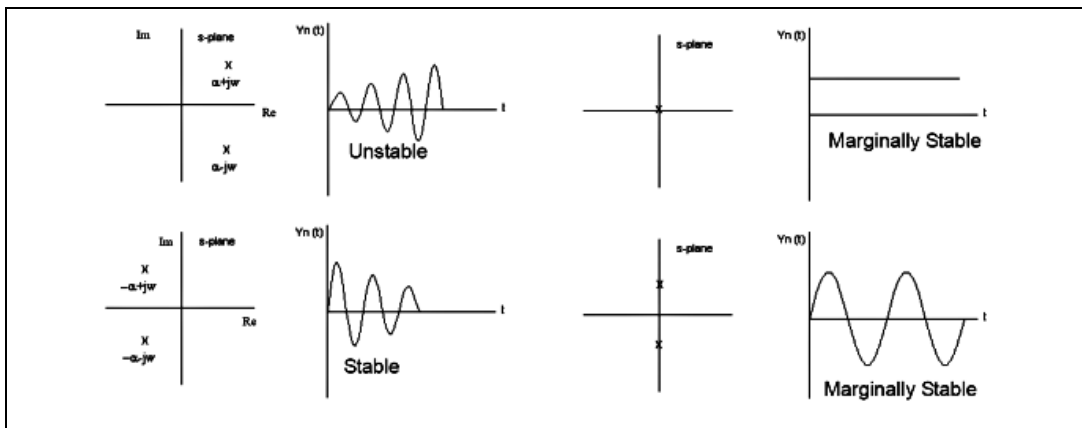 Im
s-plane
X
α+jw
Re
X
α-jw
Yn (t)
t
Unstable
s-plane
x
Yn (t)
t
Marginally Stable
Im
s-plane
X
−α+jw
Re
X
−α-jw
Yn (t)
t
Stable
s-plane
x
x
Yn (t)
t
Marginally Stable